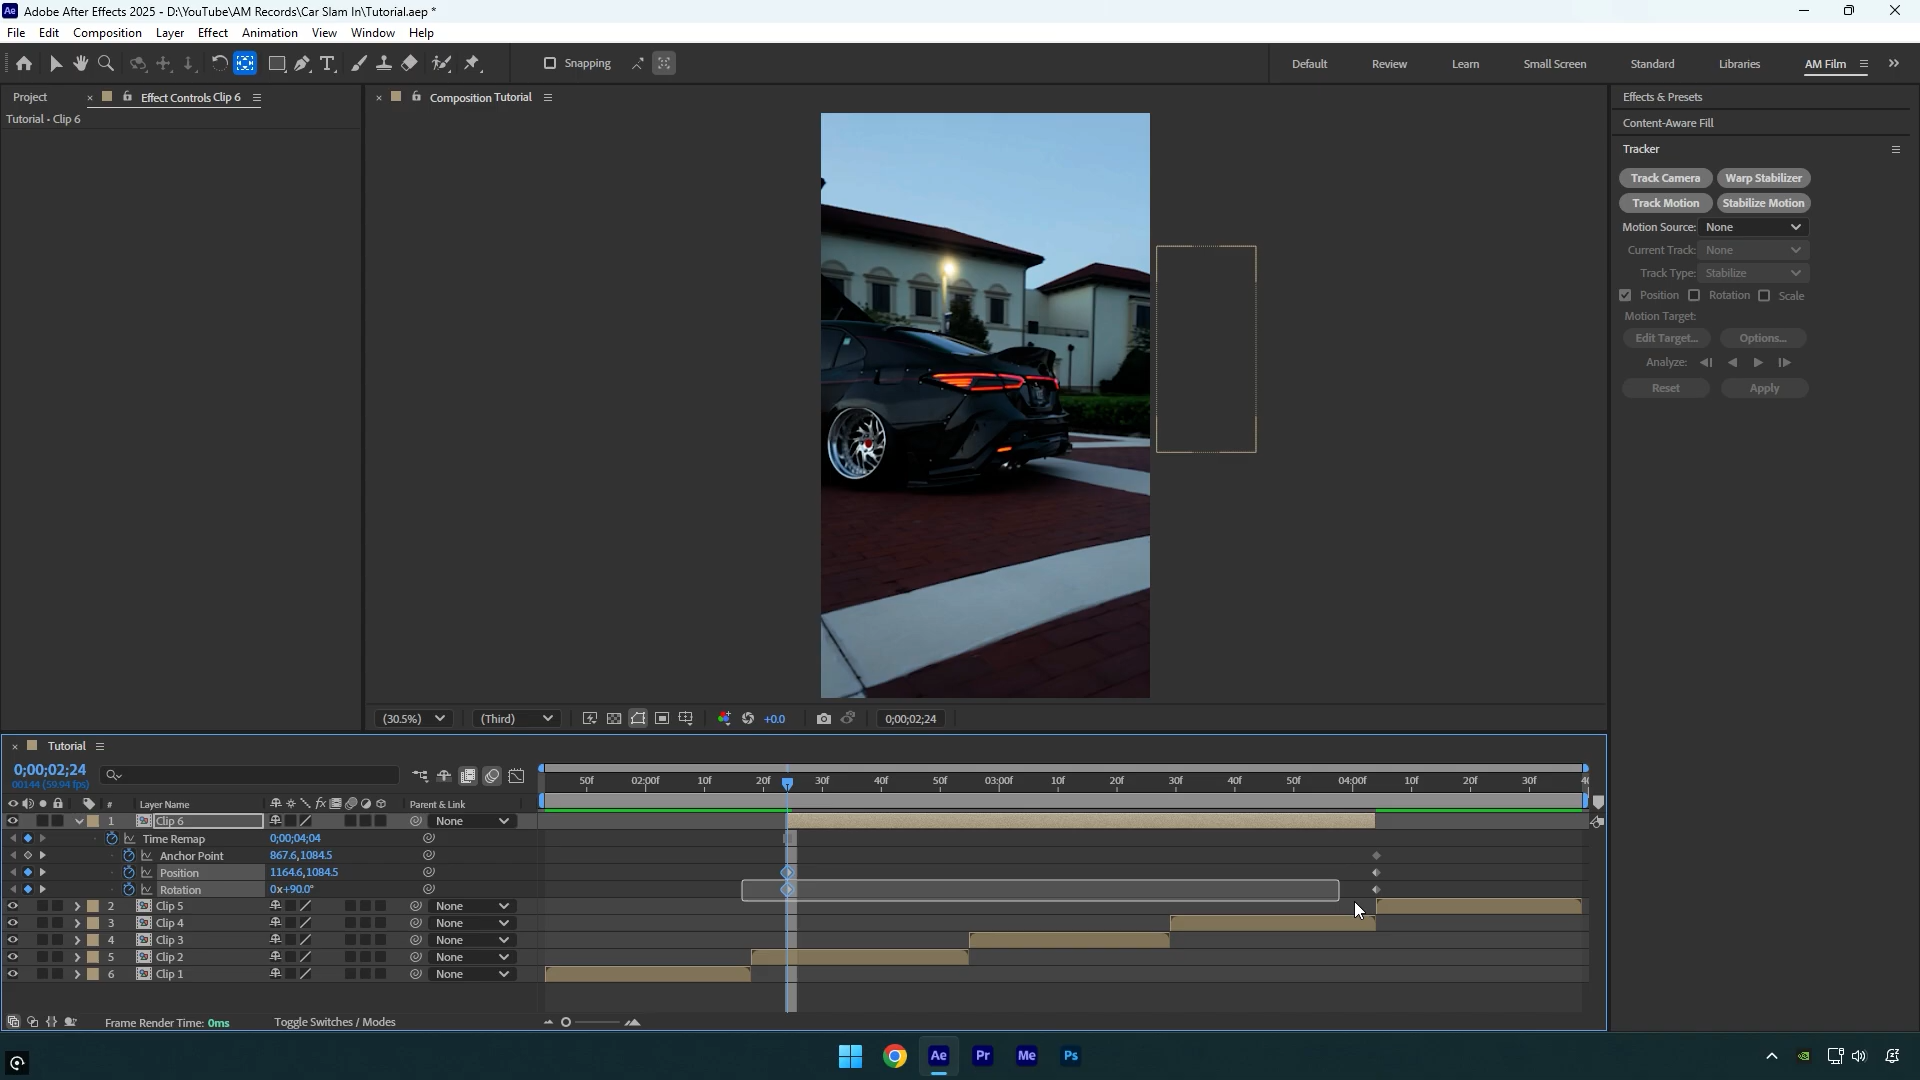 Ae Adobe After Effects 2025 - D:\YouTube\AM Records\Car Slam In\Tutorial.aep *
File Edit Composition Layer Effect Animation View Window Help
Snapping Default Review Learn Small Screen Standard Libraries AM Film
Project Effect Controls Clip 6 Composition Tutorial Effects & Presets
Tutorial • Clip 6
Content-Aware Fill
Tracker
Track Camera Warp Stabilizer
Track Motion Stabilize Motion
Motion Source: None
Current Track: None
Track Type: Stabilize
Position Rotation Scale
Motion Target:
Edit Target... Options...
Analyze:
Reset Apply
(30.5%) (Third) +0.0 0;00;02;24
Tutorial
0;00;02;24
00144 (59.94 fps)
50f 02:00f 10f 20f 30f 40f 50f 03:00f 10f 20f 30f 40f 50f 04:00f 10f 20f 30f
# Layer Name fx Parent & Link
1 Clip 6 None
Time Remap 0;00;04;04
Anchor Point 867.6,1084.5
Position 1164.6,1084.5
Rotation 0x+90.0°
2 Clip 5 None
3 Clip 4 None
4 Clip 3 None
5 Clip 2 None
6 Clip 1 None
Frame Render Time: 0ms Toggle Switches / Modes
Ae Pr Me Ps